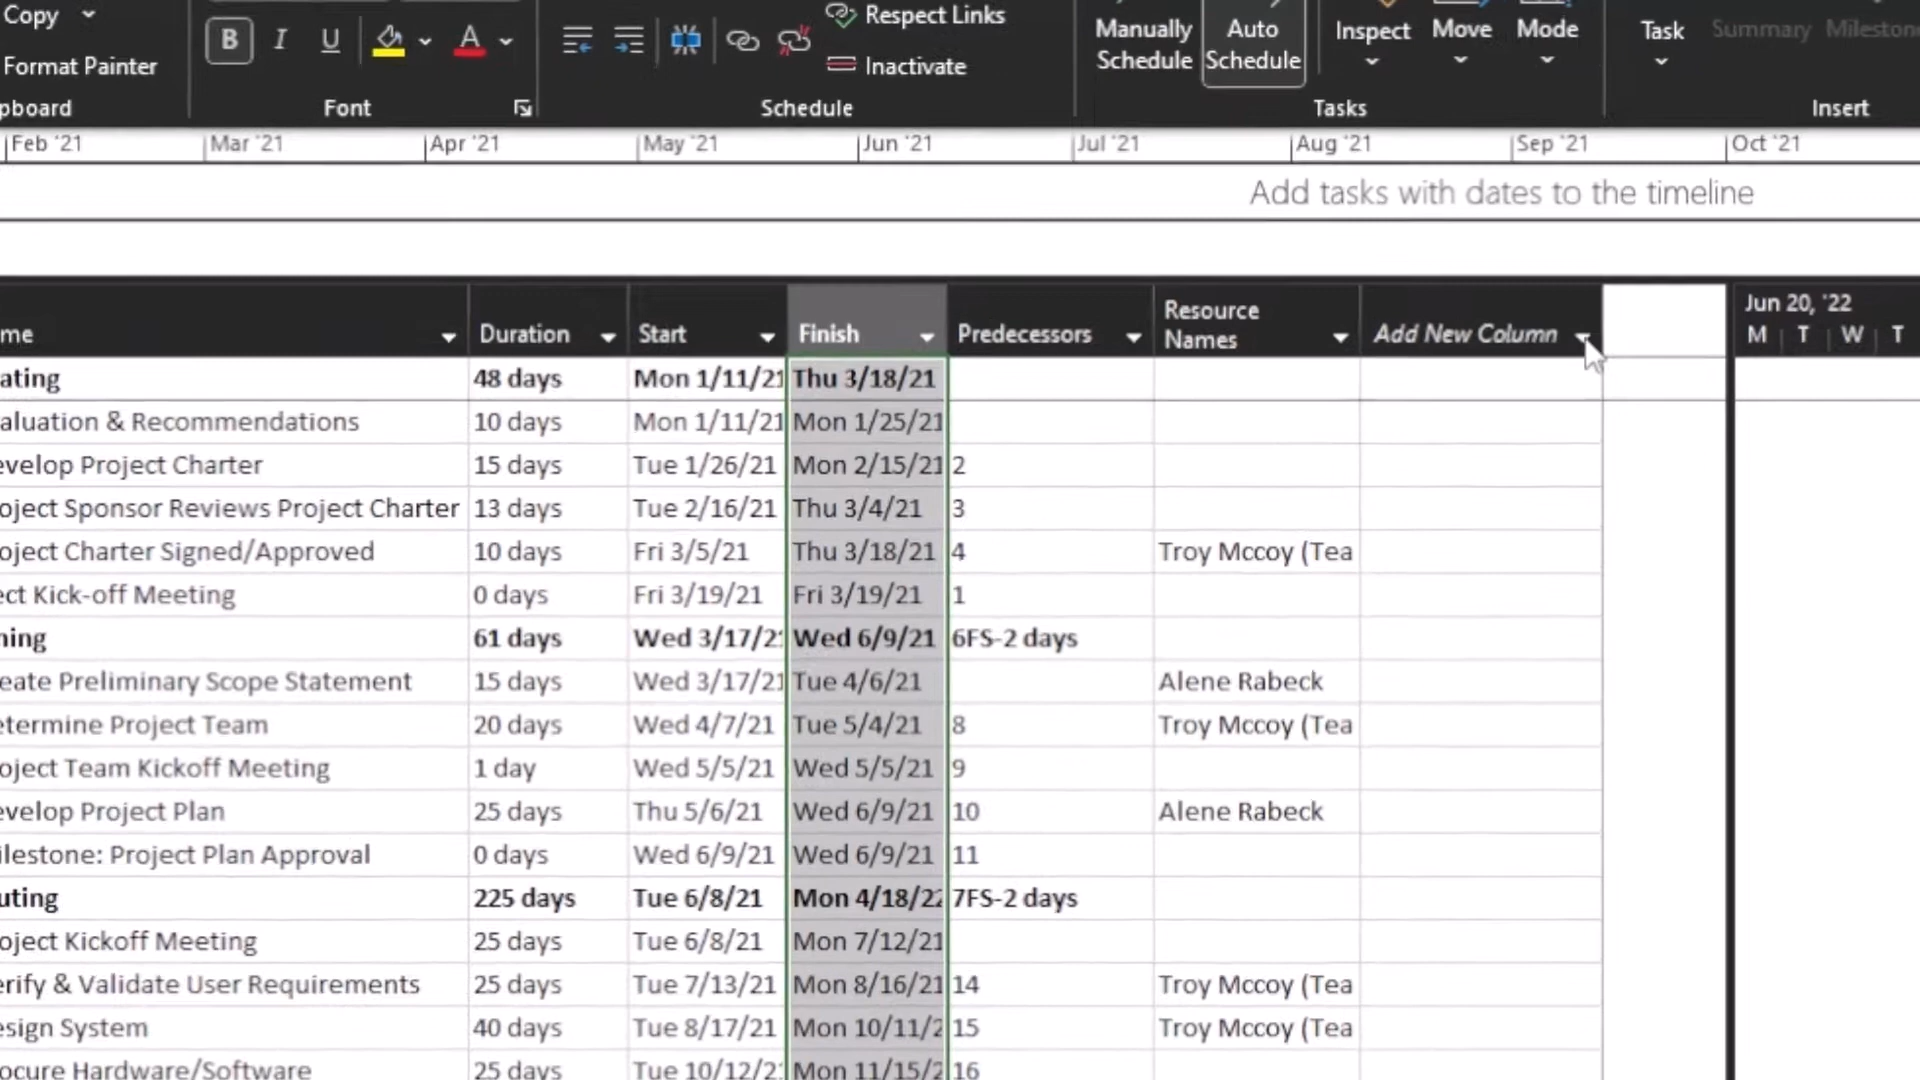 Copy
Format Painter
pboard
B I U A
Font
Respect Links
Inactivate
Schedule
Manually
Schedule
Auto
Schedule
Inspect
Move
Mode
Tasks
Task
Summary
Mileston
Insert
Feb '21 Mar '21 Apr '21 May '21 Jun '21 Jul '21 Aug '21 Sep '21 Oct '21
Add tasks with dates to the timeline
me Duration Start Finish Predecessors Resource Names Add New Column
Jun 20, '22
M T W T
ating 48 days Mon 1/11/21 Thu 3/18/21
aluation & Recommendations 10 days Mon 1/11/21 Mon 1/25/21
evelop Project Charter 15 days Tue 1/26/21 Mon 2/15/21 2
oject Sponsor Reviews Project Charter 13 days Tue 2/16/21 Thu 3/4/21 3
oject Charter Signed/Approved 10 days Fri 3/5/21 Thu 3/18/21 4 Troy Mccoy (Tea
ect Kick-off Meeting 0 days Fri 3/19/21 Fri 3/19/21 1
ning 61 days Wed 3/17/21 Wed 6/9/21 6FS-2 days
eate Preliminary Scope Statement 15 days Wed 3/17/21 Tue 4/6/21 Alene Rabeck
etermine Project Team 20 days Wed 4/7/21 Tue 5/4/21 8 Troy Mccoy (Tea
oject Team Kickoff Meeting 1 day Wed 5/5/21 Wed 5/5/21 9
evelop Project Plan 25 days Thu 5/6/21 Wed 6/9/21 10 Alene Rabeck
ilestone: Project Plan Approval 0 days Wed 6/9/21 Wed 6/9/21 11
uting 225 days Tue 6/8/21 Mon 4/18/22 7FS-2 days
oject Kickoff Meeting 25 days Tue 6/8/21 Mon 7/12/21
erify & Validate User Requirements 25 days Tue 7/13/21 Mon 8/16/21 14 Troy Mccoy (Tea
esign System 40 days Tue 8/17/21 Mon 10/11/2 15 Troy Mccoy (Tea
ocure Hardware/Software 25 days Tue 10/12/2 Mon 11/15/2 16